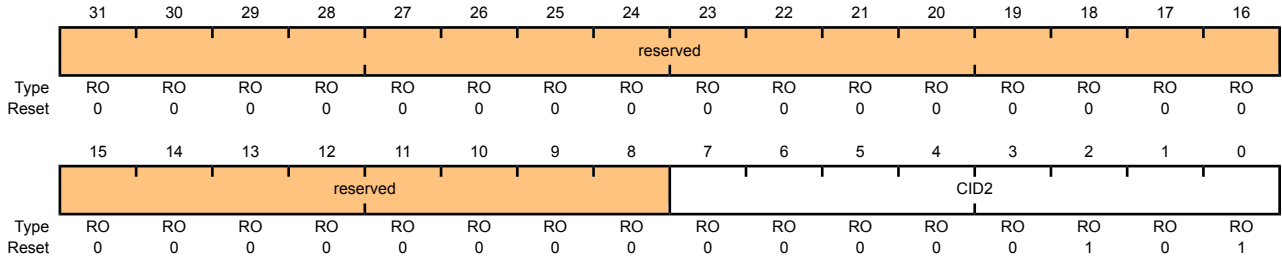 31 30 29 28 27 26 25 24 23 22 21 20 19 18 17 16
reserved
Type RO RO RO RO RO RO RO RO RO RO RO RO RO RO RO RO
Reset 0 0 0 0 0 0 0 0 0 0 0 0 0 0 0 0
15 14 13 12 11 10 9 8 7 6 5 4 3 2 1 0
reserved CID2
Type RO RO RO RO RO RO RO RO RO RO RO RO RO RO RO RO
Reset 0 0 0 0 0 0 0 0 0 0 0 0 0 1 0 1